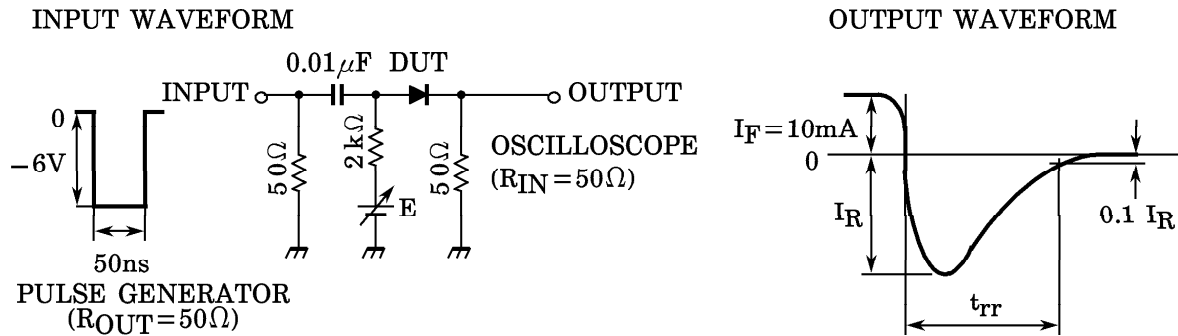 INPUT WAVEFORM
0
−6V
50ns
PULSE GENERATOR
(ROUT=50Ω)
INPUT
0.01μF DUT
OUTPUT
50Ω
2kΩ
E
50Ω
OSCILLOSCOPE
(RIN=50Ω)
OUTPUT WAVEFORM
IF=10mA
0
IR
0.1 IR
trr